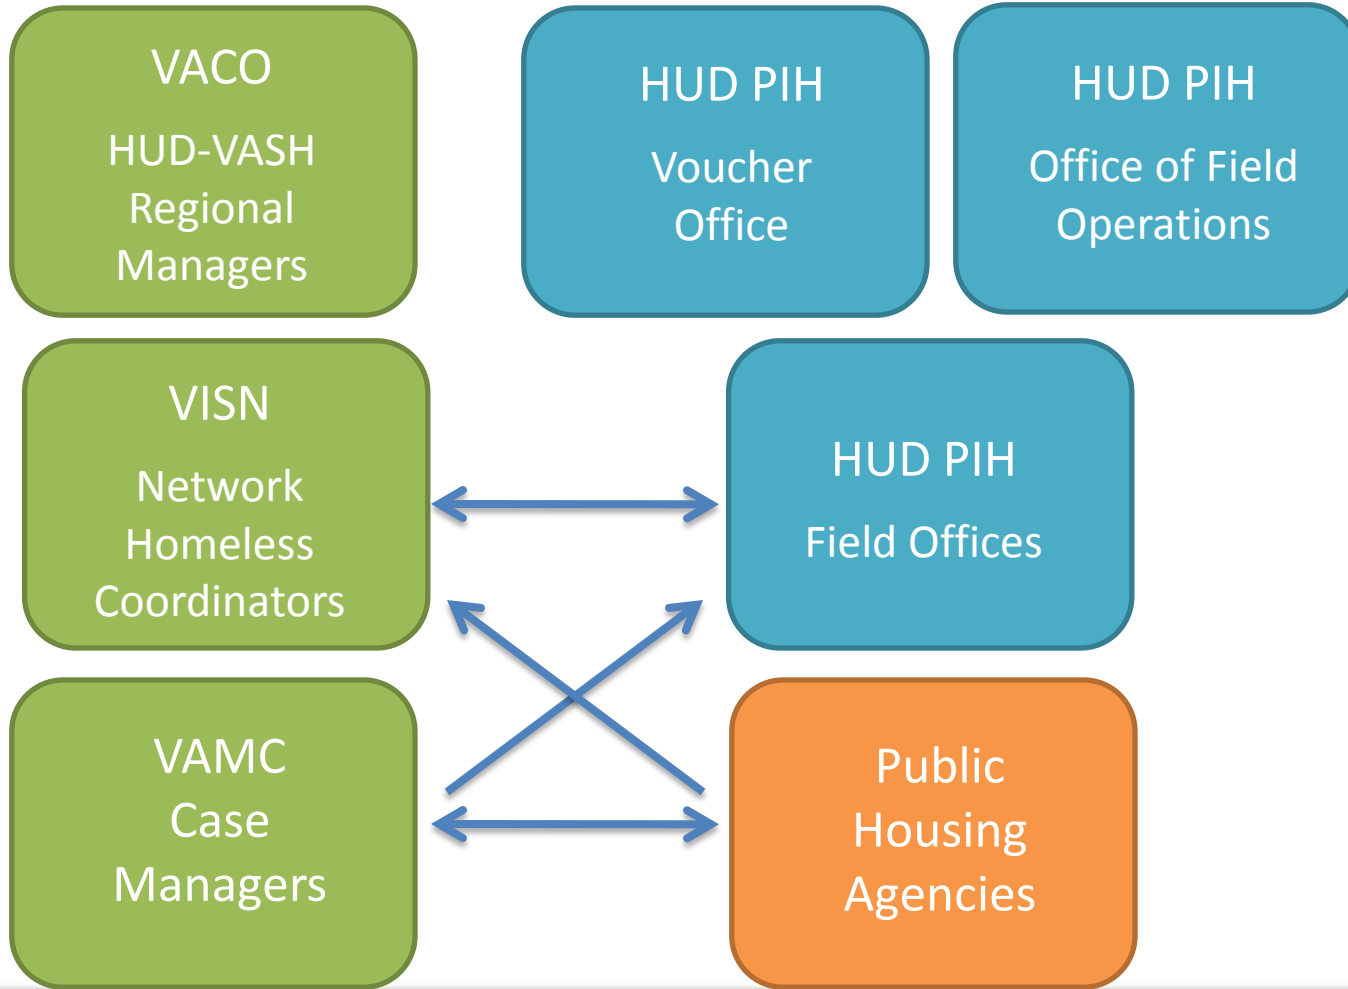 VACO
HUD-VASH
Regional
Managers
HUD PIH
Voucher
Office
HUD PIH
Office of Field
Operations
VISN
Network
Homeless
Coordinators
HUD PIH
Field Offices
VAMC
Case
Managers
Public
Housing
Agencies